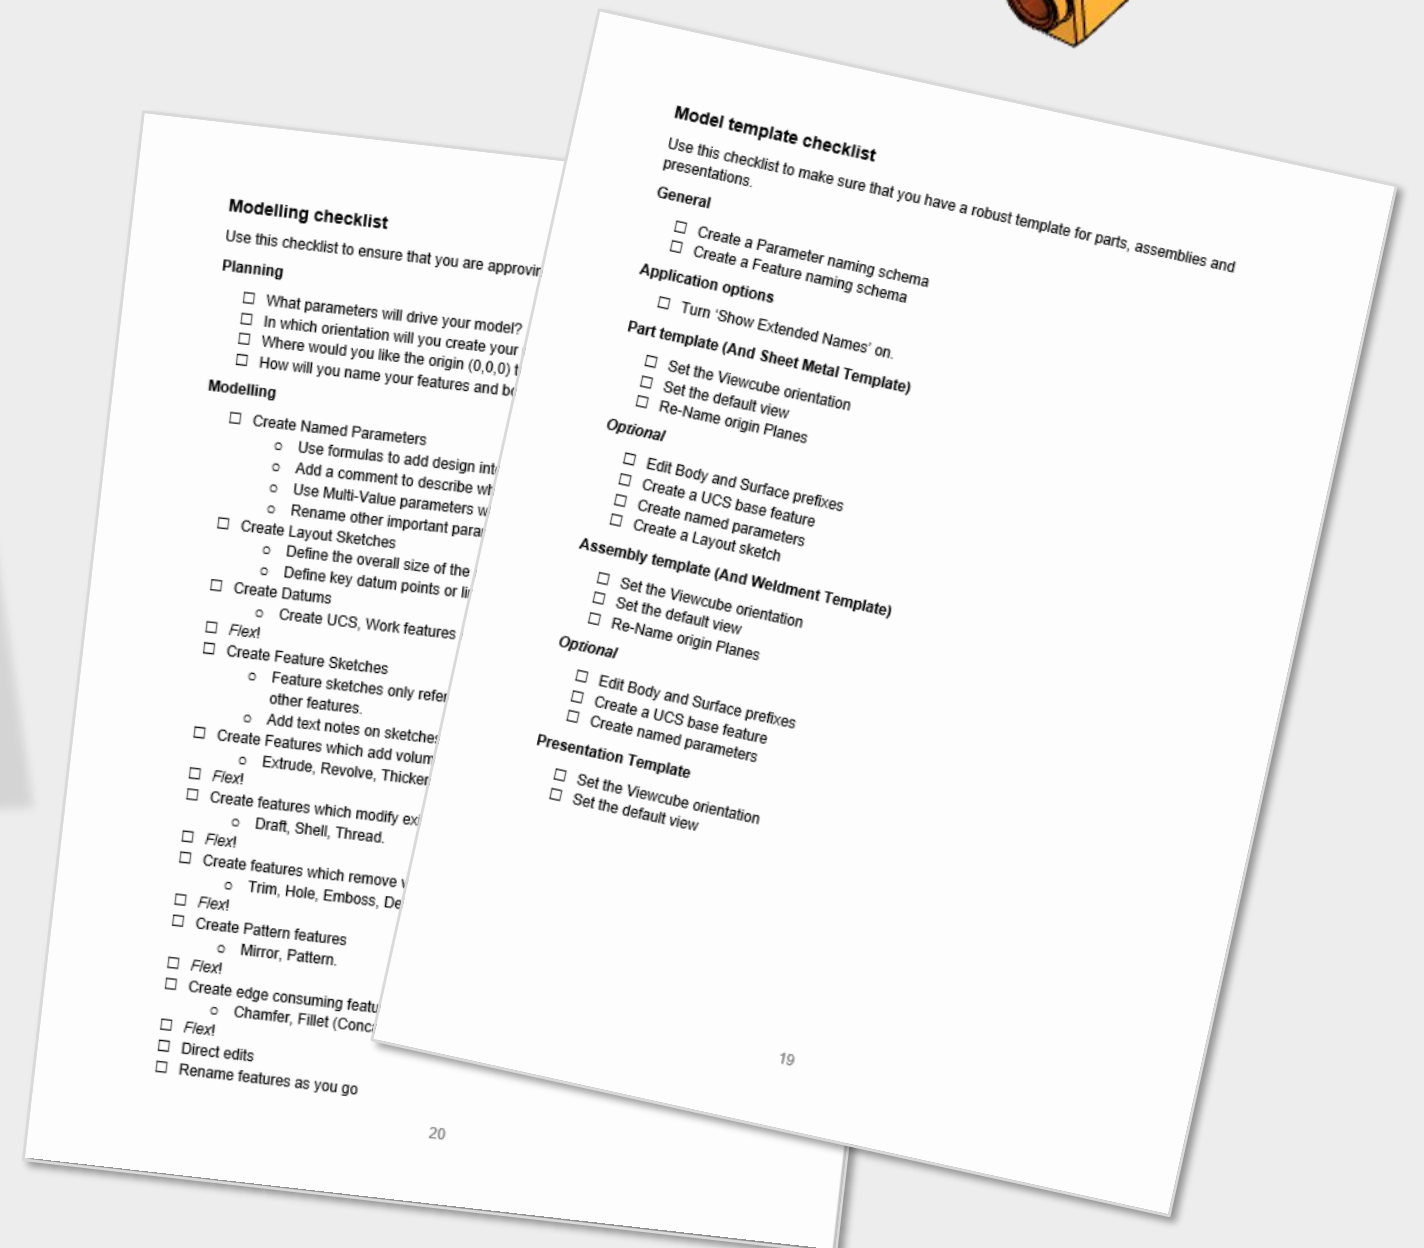 Modelling checklist
Use this checklist to ensure that you are
Planning
What parameters will drive your model?
In which orientation will you create your
Where would you like the origin (0,0,0)
How will you name your features and
Modelling
Create Named Parameters
Use formulas to add design
Add a comment to describe
Use Multi-Value parameters
Rename other important
Create Layout Sketches
Define the overall size of the
Define key datum points or
Create Datums
Create UCS, Work features
Flex!
Create Feature Sketches
Feature sketches only
other features.
Add text notes on sketches
Create Features which add
Extrude, Revolve,
Flex!
Create features which modify
Draft, Shell, Thread.
Flex!
Create features which remove
Trim, Hole, Emboss,
Flex!
Create Pattern features
Mirror, Pattern.
Flex!
Create edge consuming
Chamfer, Fillet
Flex!
Direct edits
Rename features as you go
20
Model template checklist
Use this checklist to make sure that you have a robust template for parts, assemblies and
presentations.
General
Create a Parameter naming schema
Create a Feature naming schema
Application options
Turn ‘Show Extended Names’ on.
Part template (And Sheet Metal Template)
Set the Viewcube orientation
Set the default view
Re-Name origin Planes
Optional
Edit Body and Surface prefixes
Create a UCS base feature
Create named parameters
Create a Layout sketch
Assembly template (And Weldment Template)
Set the Viewcube orientation
Set the default view
Re-Name origin Planes
Optional
Edit Body and Surface prefixes
Create a UCS base feature
Create named parameters
Presentation Template
Set the Viewcube orientation
Set the default view
19